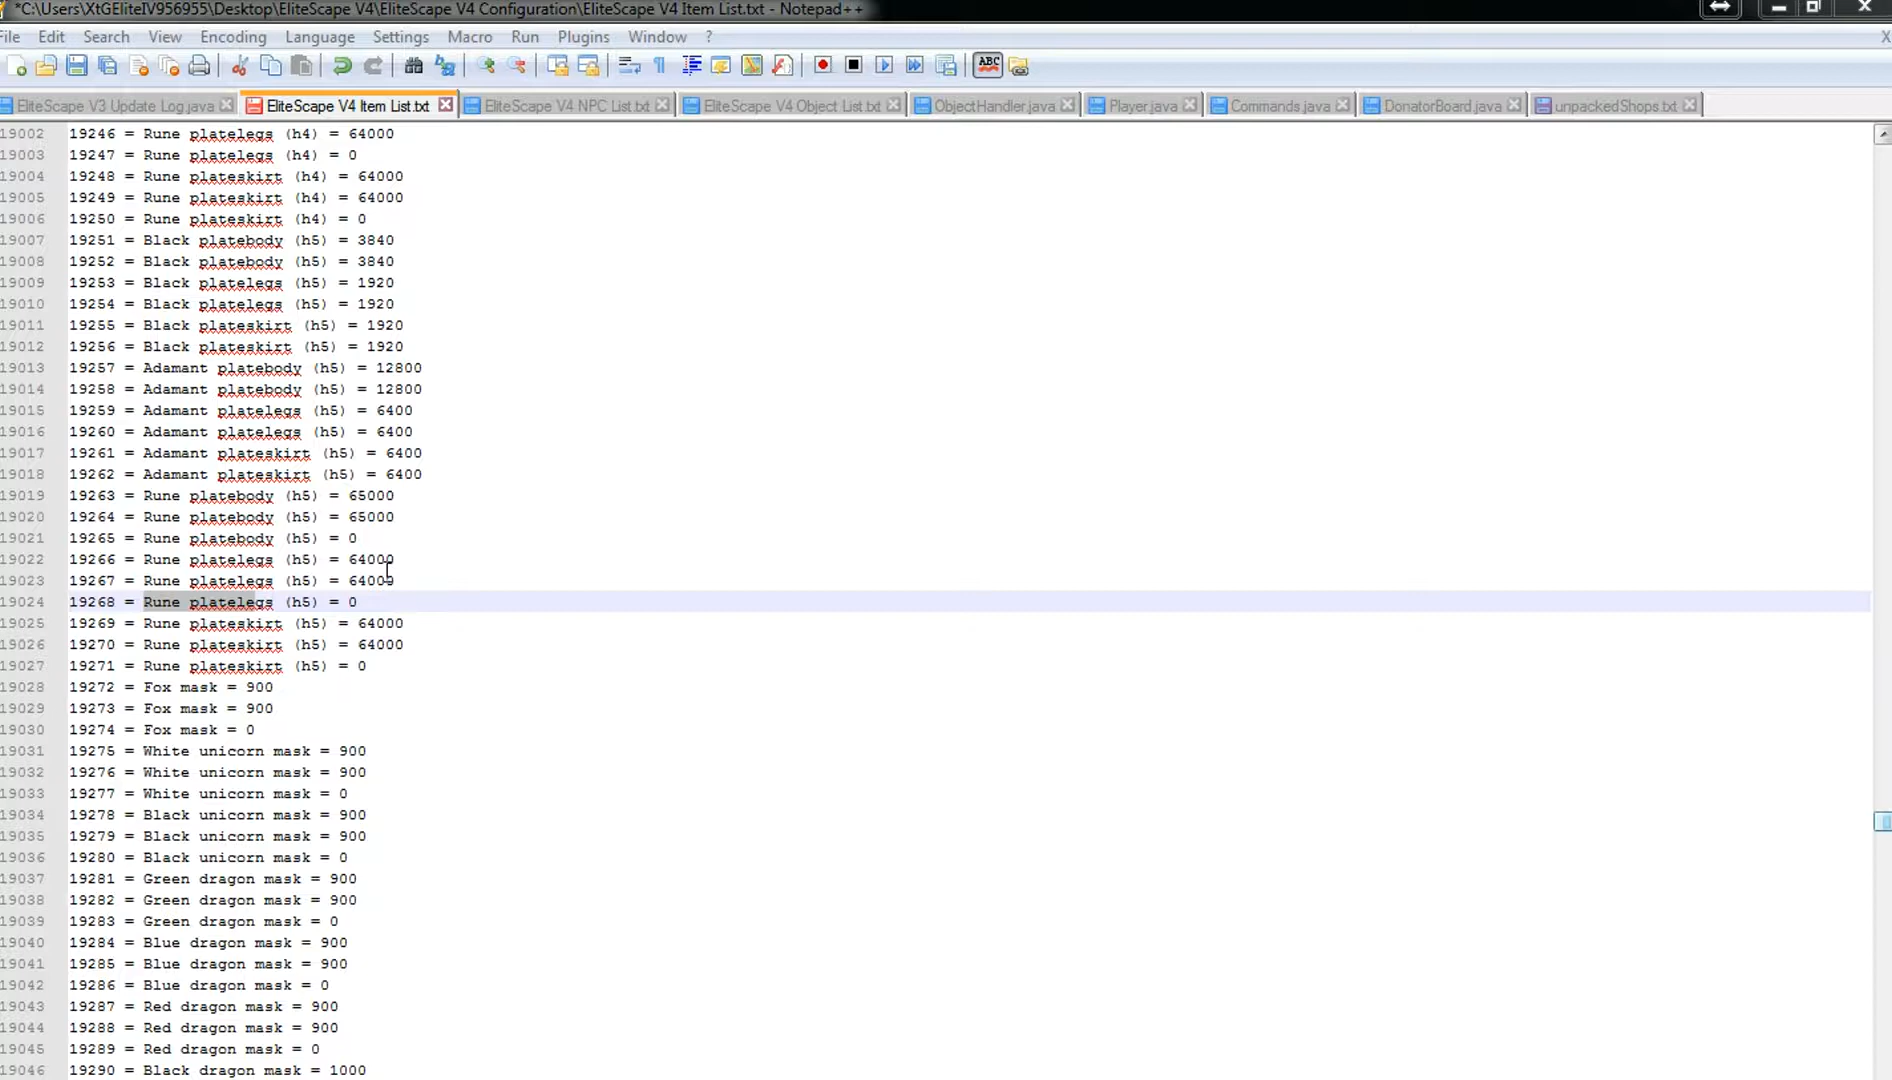 *C:\Users\XtGEliteIV956955\Desktop\EliteScape V4\EliteScape V4 Configuration\EliteScape V4 Item List.txt - Notepad++
File Edit Search View Encoding Language Settings Macro Run Plugins Window ? X
ABC
EliteScape V3 Update Log.java EliteScape V4 Item List.txt EliteScape V4 NPC List.txt EliteScape V4 Object List.txt ObjectHandler.java Player.java Commands.java DonatorBoard.java unpackedShops.txt
19002 19246 = Rune platelegs (h4) = 64000
19003 19247 = Rune platelegs (h4) = 0
19004 19248 = Rune plateskirt (h4) = 64000
19005 19249 = Rune plateskirt (h4) = 64000
19006 19250 = Rune plateskirt (h4) = 0
19007 19251 = Black platebody (h5) = 3840
19008 19252 = Black platebody (h5) = 3840
19009 19253 = Black platelegs (h5) = 1920
19010 19254 = Black platelegs (h5) = 1920
19011 19255 = Black plateskirt (h5) = 1920
19012 19256 = Black plateskirt (h5) = 1920
19013 19257 = Adamant platebody (h5) = 12800
19014 19258 = Adamant platebody (h5) = 12800
19015 19259 = Adamant platelegs (h5) = 6400
19016 19260 = Adamant platelegs (h5) = 6400
19017 19261 = Adamant plateskirt (h5) = 6400
19018 19262 = Adamant plateskirt (h5) = 6400
19019 19263 = Rune platebody (h5) = 65000
19020 19264 = Rune platebody (h5) = 65000
19021 19265 = Rune platebody (h5) = 0
19022 19266 = Rune platelegs (h5) = 64000
19023 19267 = Rune platelegs (h5) = 64000
19024 19268 = Rune platelegs (h5) = 0
19025 19269 = Rune plateskirt (h5) = 64000
19026 19270 = Rune plateskirt (h5) = 64000
19027 19271 = Rune plateskirt (h5) = 0
19028 19272 = Fox mask = 900
19029 19273 = Fox mask = 900
19030 19274 = Fox mask = 0
19031 19275 = White unicorn mask = 900
19032 19276 = White unicorn mask = 900
19033 19277 = White unicorn mask = 0
19034 19278 = Black unicorn mask = 900
19035 19279 = Black unicorn mask = 900
19036 19280 = Black unicorn mask = 0
19037 19281 = Green dragon mask = 900
19038 19282 = Green dragon mask = 900
19039 19283 = Green dragon mask = 0
19040 19284 = Blue dragon mask = 900
19041 19285 = Blue dragon mask = 900
19042 19286 = Blue dragon mask = 0
19043 19287 = Red dragon mask = 900
19044 19288 = Red dragon mask = 900
19045 19289 = Red dragon mask = 0
19046 19290 = Black dragon mask = 1000